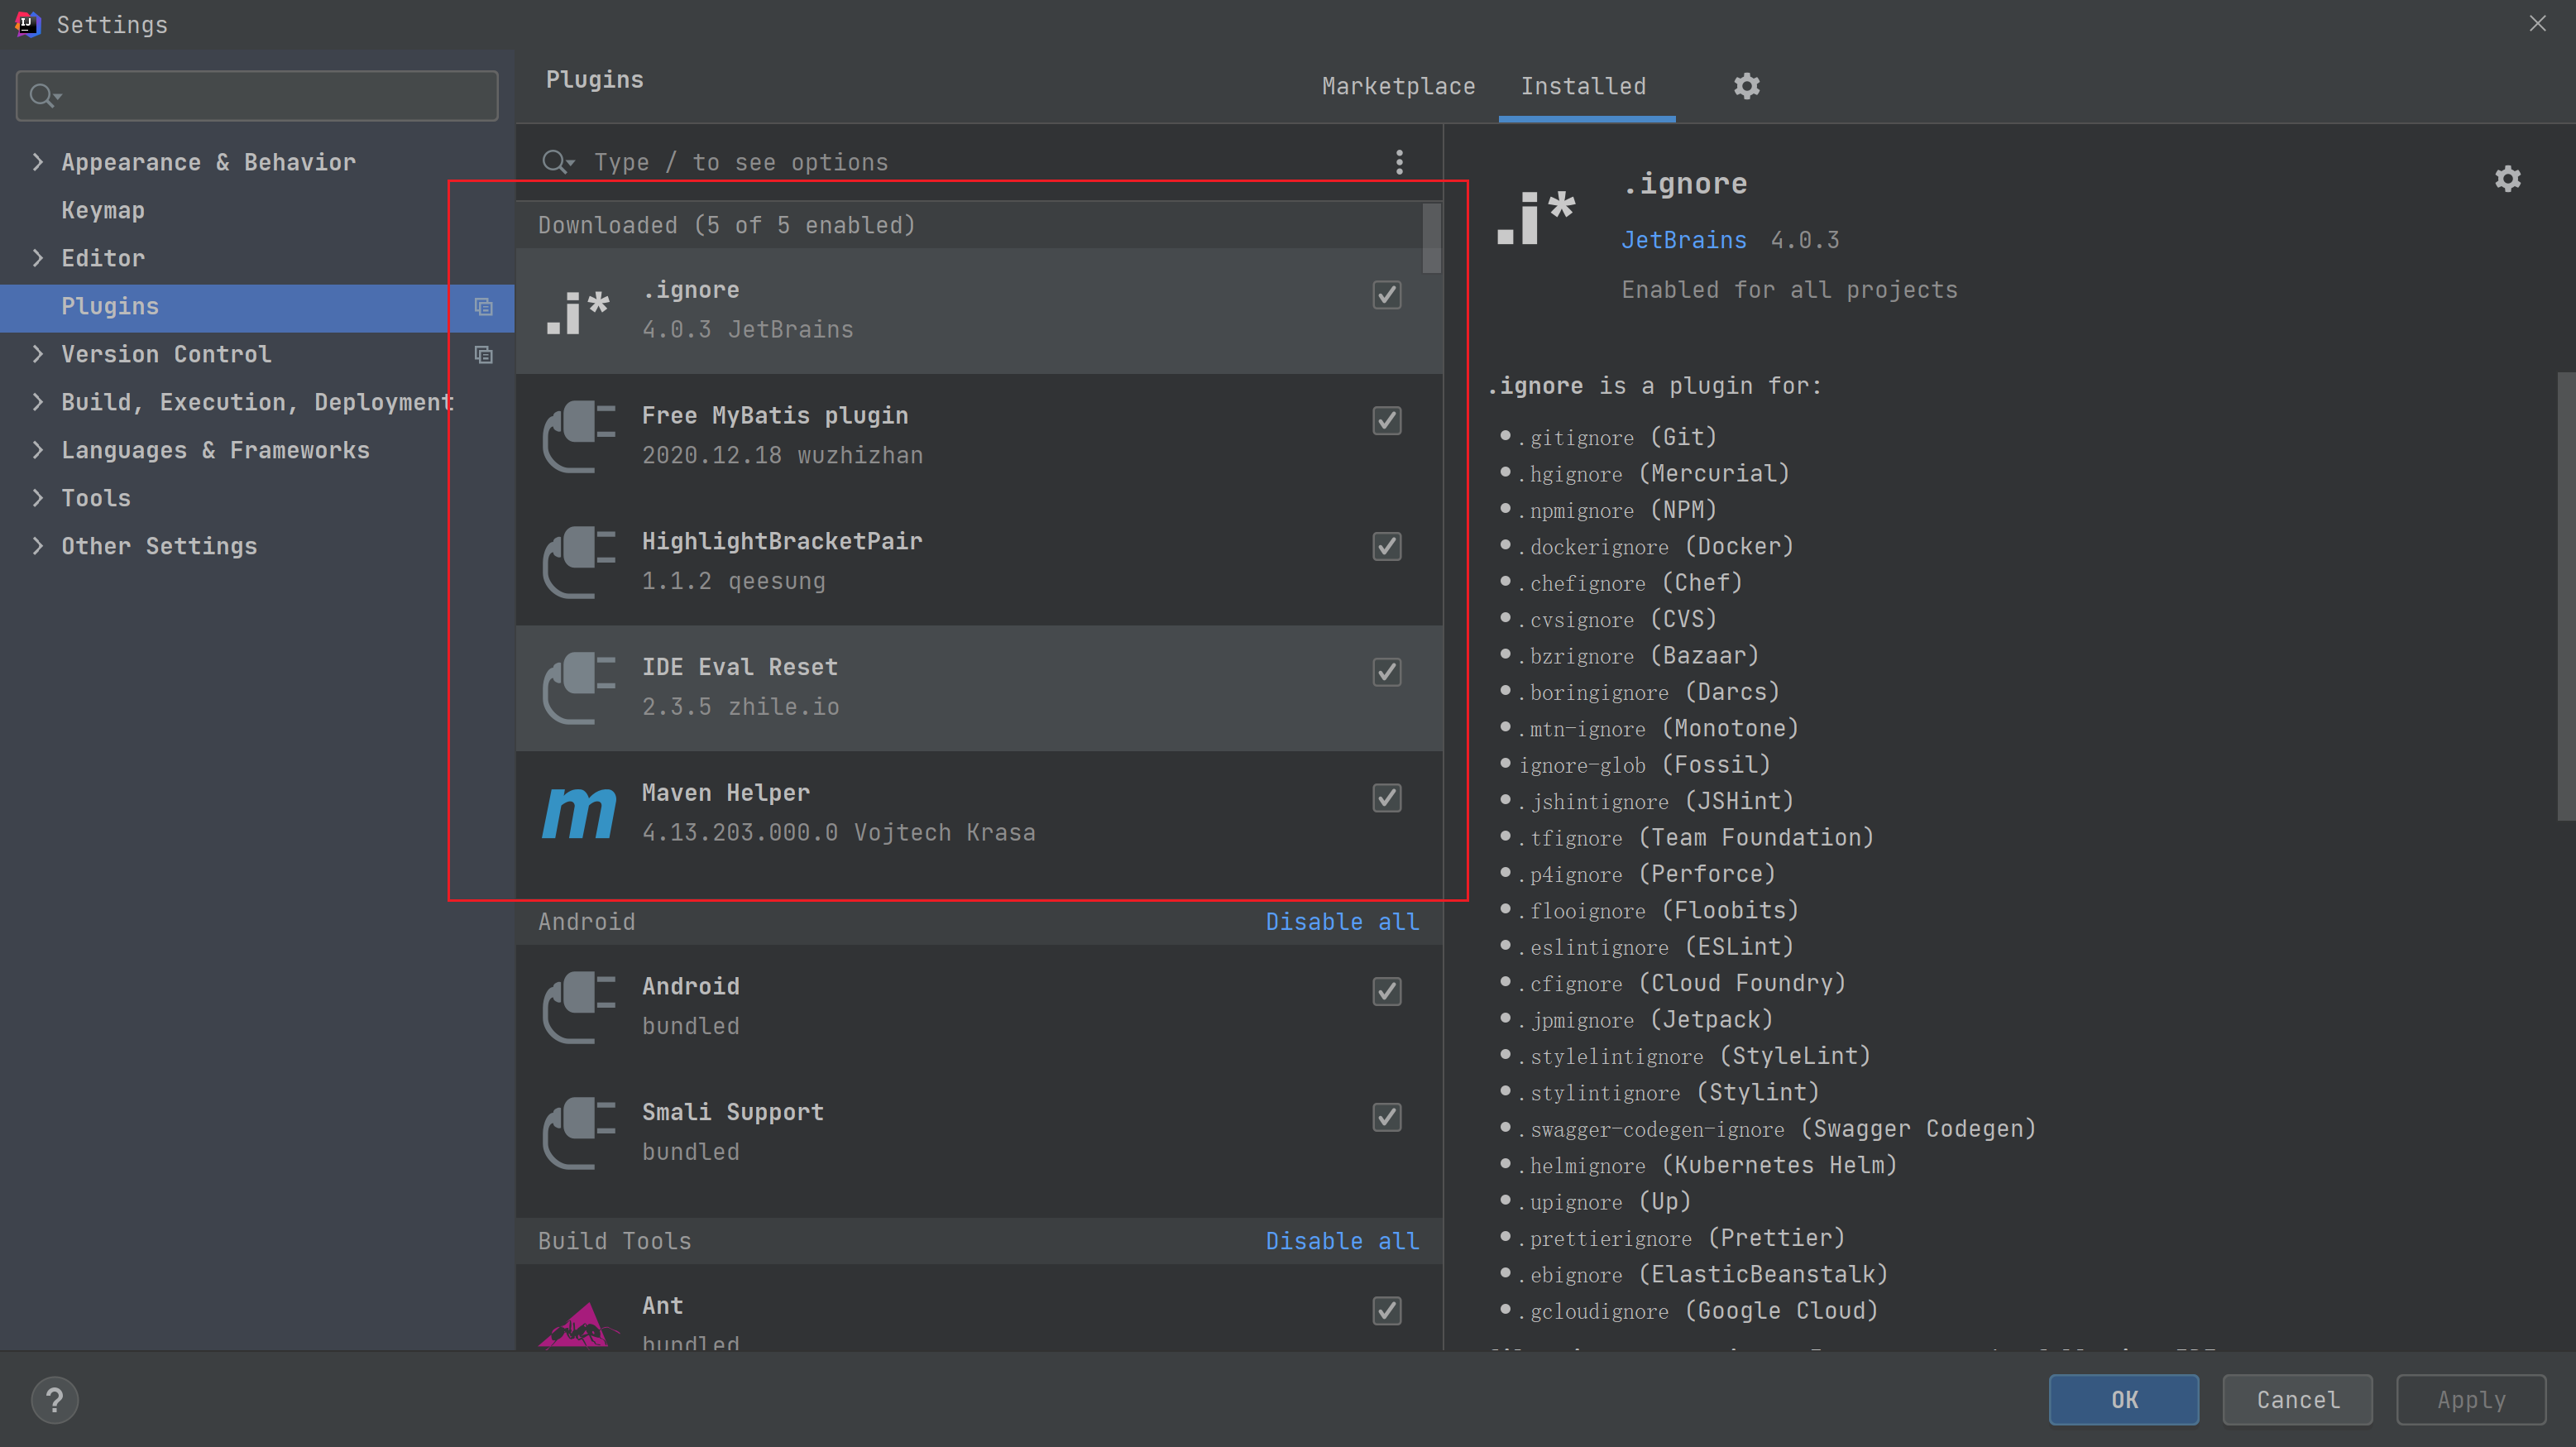 Settings
Appearance & Behavior
Keymap
Editor
Plugins
Version Control
Build, Execution, Deployment
Languages & Frameworks
Tools
Other Settings
Plugins
Marketplace
Installed
Type / to see options
Downloaded (5 of 5 enabled)
.ignore
4.0.3 JetBrains
Free MyBatis plugin
2020.12.18 wuzhizhan
HighlightBracketPair
1.1.2 qeesung
IDE Eval Reset
2.3.5 zhile.io
Maven Helper
4.13.203.000.0 Vojtech Krasa
Android
Disable all
Android
bundled
Smali Support
bundled
Build Tools
Disable all
Ant
bundled
.ignore
JetBrains 4.0.3
Enabled for all projects
.ignore is a plugin for:
.gitignore (Git)
.hgignore (Mercurial)
.npmignore (NPM)
.dockerignore (Docker)
.chefignore (Chef)
.cvsignore (CVS)
.bzrignore (Bazaar)
.boringignore (Darcs)
.mtn-ignore (Monotone)
ignore-glob (Fossil)
.jshintignore (JSHint)
.tfignore (Team Foundation)
.p4ignore (Perforce)
.flooignore (Floobits)
.eslintignore (ESLint)
.cfignore (Cloud Foundry)
.jpmignore (Jetpack)
.stylelintignore (StyleLint)
.stylintignore (Stylint)
.swagger-codegen-ignore (Swagger Codegen)
.helmignore (Kubernetes Helm)
.upignore (Up)
.prettierignore (Prettier)
.ebignore (ElasticBeanstalk)
.gcloudignore (Google Cloud)
?
OK
Cancel
Apply